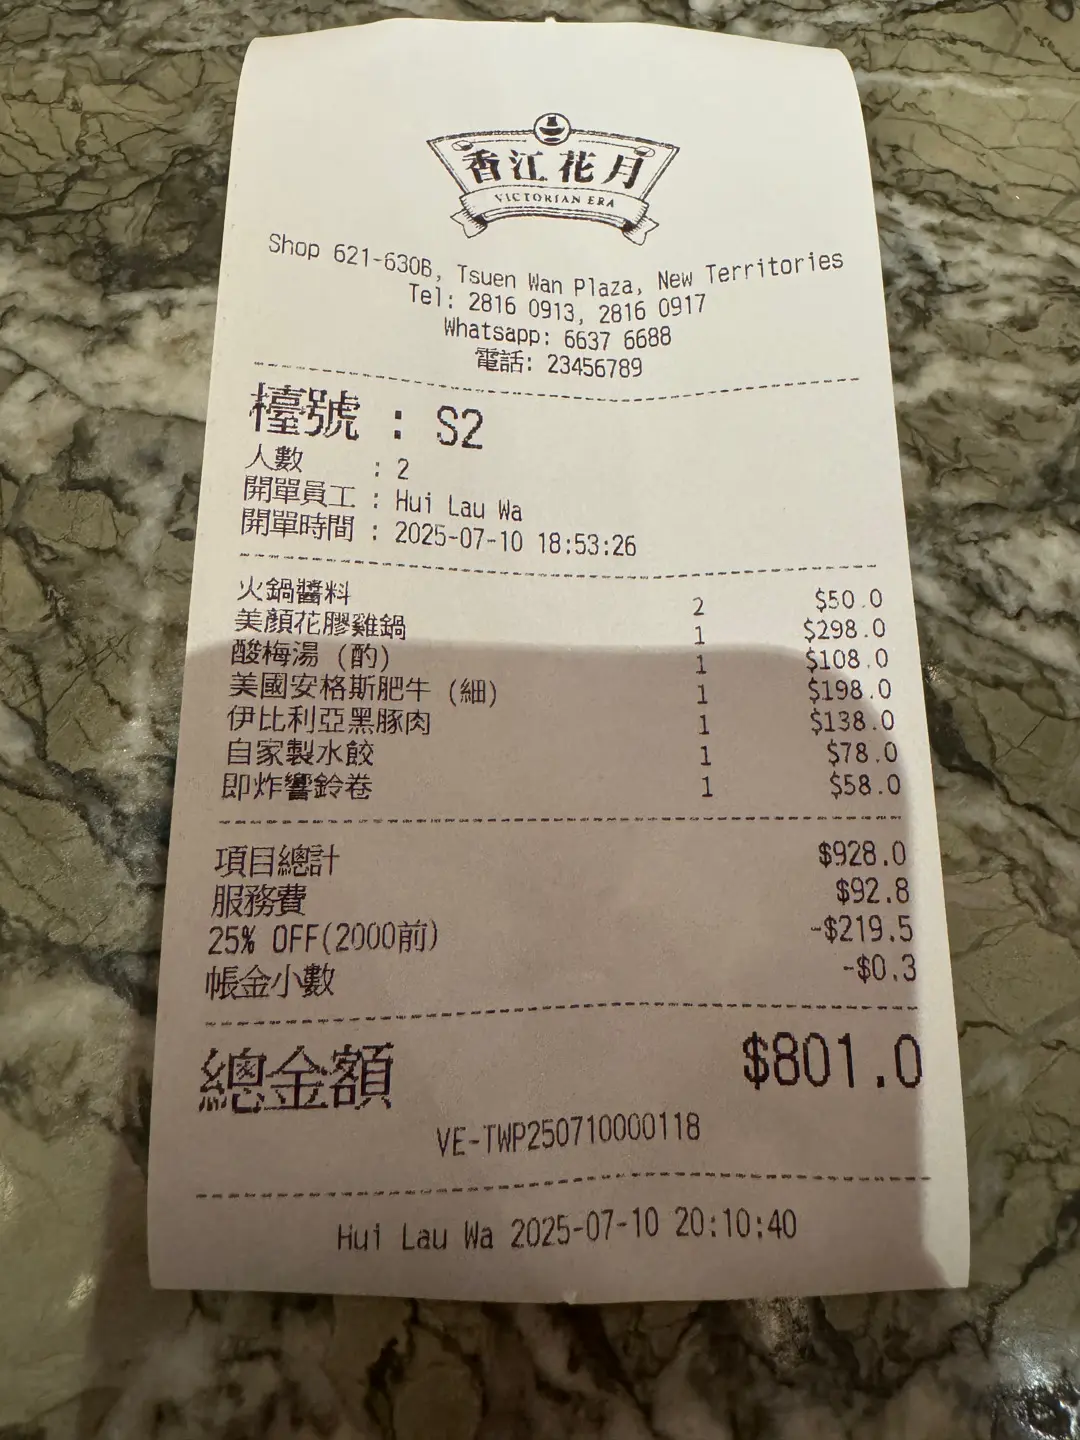 香江花月
VICTORIAN ERA
Shop 621-630B, Tsuen Wan Plaza, New Territories
Tel: 2816 0913, 2816 0917
Whatsapp: 6637 6688
電話: 23456789
檯號 : S2
人數 : 2
開單員工 : Hui Lau Wa
開單時間 : 2025-07-10 18:53:26
火鍋醬料 2 $50.0
美顏花膠雞鍋 1 $298.0
酸梅湯 (酌) 1 $108.0
美國安格斯肥牛 (細) 1 $198.0
伊比利亞黑豚肉 1 $138.0
自家製水餃 1 $78.0
即炸響鈴卷 1 $58.0
項目總計 $928.0
服務費 $92.8
25% OFF(2000前) -$219.5
帳金小數 -$0.3
總金額 $801.0
VE-TWP250710000118
Hui Lau Wa 2025-07-10 20:10:40